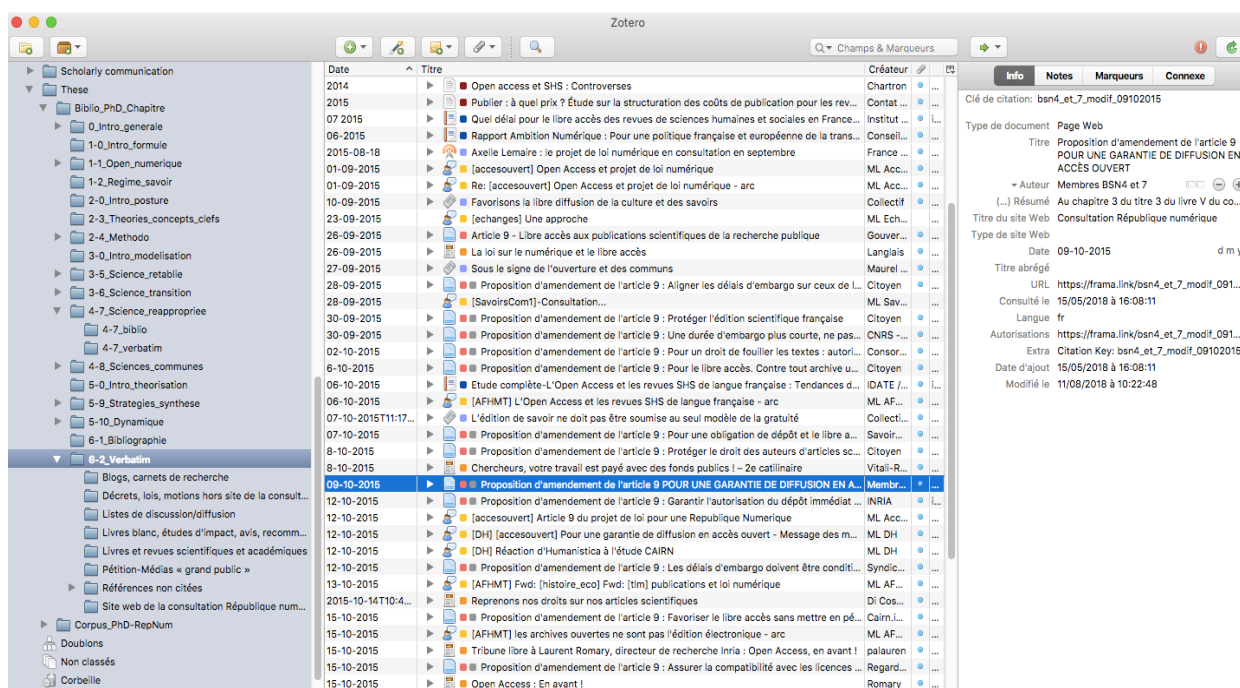 Zotero
Champs & Marqueurs
Scholarly communication
These
Biblio_PhD_Chapitre
0_Intro_generale
1-0_Intro_formule
1-1_Open_numerique
1-2_Regime_savoir
2-0_Intro_posture
2-3_Theories_concepts_clefs
2-4_Methodo
3-0_Intro_modelisation
3-5_Science_retablie
3-6_Science_transition
4-7_Science_reappropriee
4-7_biblio
4-7_verbatim
4-8_Sciences_communes
5-0_Intro_theorisation
5-9_Strategies_synthese
5-10_Dynamique
6-1_Bibliographie
6-2_Verbatim
Blogs, carnets de recherche
Décrets, lois, motions hors site de la consult...
Listes de discussion/diffusion
Livres blanc, études d'impact, avis, recomm...
Livres et revues scientifiques et académiques
Pétition-Médias « grand public »
Références non citées
Site web de la consultation République num...
Corpus_PhD-RepNum
Doublons
Non classés
Corbeille
Date Titre Créateur
2014 Open access et SHS : Controverses Chartron ...
2015 Publier : à quel prix ? Étude sur la structuration des coûts de publication pour les rev... Contat ... ...
07 2015 Quel délai pour le libre accès des revues de sciences humaines et sociales en France... Institut ... i...
06-2015 Rapport Ambition Numérique : Pour une politique française et européenne de la trans... Conseil... ...
2015-08-18 Axelle Lemaire : le projet de loi numérique en consultation en septembre France ... ...
01-09-2015 [accesouvert] Open Access et projet de loi numérique ML Acc... ...
01-09-2015 Re: [accesouvert] Open Access et projet de loi numérique - arc ML Acc... ...
10-09-2015 Favorisons la libre diffusion de la culture et des savoirs Collectif ...
23-09-2015 [echanges] Une approche ML Ech... ...
26-09-2015 Article 9 - Libre accès aux publications scientifiques de la recherche publique Gouver... ...
26-09-2015 La loi sur le numérique et le libre accès Langlais ...
27-09-2015 Sous le signe de l'ouverture et des communs Maurel ... ...
28-09-2015 Proposition d'amendement de l'article 9 : Aligner les délais d'embargo sur ceux de l... Citoyen ...
28-09-2015 [SavoirsCom1]-Consultation... ML Sav... ...
30-09-2015 Proposition d'amendement de l'article 9 : Protéger l'édition scientifique française Citoyen ...
30-09-2015 Proposition d'amendement de l'article 9 : Une durée d'embargo plus courte, ne pas... CNRS -... ...
02-10-2015 Proposition d'amendement de l'article 9 : Pour un droit de fouiller les textes : autori... Consor... ...
6-10-2015 Proposition d'amendement de l'article 9 : Pour le libre accès. Contre tout archive u... Citoyen ...
06-10-2015 Etude complète-L'Open Access et les revues SHS de langue française : Tendances d... IDATE /... i...
06-10-2015 [AFHMT] L'Open Access et les revues SHS de langue française - arc ML AF... ...
07-10-2015T11:17... L'édition de savoir ne doit pas être soumise au seul modèle de la gratuité Collecti... ...
07-10-2015 Proposition d'amendement de l'article 9 : Pour une obligation de dépôt et le libre a... Savoir... ...
8-10-2015 Proposition d'amendement de l'article 9 : Protéger le droit des auteurs d'articles sc... Citoyen ...
8-10-2015 Chercheurs, votre travail est payé avec des fonds publics ! – 2e catilinaire Vitali-R... ...
09-10-2015 Proposition d'amendement de l'article 9 POUR UNE GARANTIE DE DIFFUSION EN A... Membr... ...
12-10-2015 Proposition d'amendement de l'article 9 : Garantir l'autorisation du dépôt immédiat ... INRIA i...
12-10-2015 [accesouvert] Article 9 du projet de loi pour une Republique Numerique ML Acc... ...
12-10-2015 [DH] [accesouvert] Pour une garantie de diffusion en accès ouvert - Message des m... ML DH ...
12-10-2015 [DH] Réaction d'Humanistica à l'étude CAIRN ML DH ...
12-10-2015 Proposition d'amendement de l'article 9 : Les délais d'embargo doivent être conditi... Syndic... ...
13-10-2015 [AFHMT] Fwd: [histoire_eco] Fwd: [tlm] publications et loi numérique ML AF... ...
2015-10-14T10:4... Reprenons nos droits sur nos articles scientifiques Di Cos... ...
15-10-2015 Proposition d'amendement de l'article 9 : Favoriser le libre accès sans mettre en pé... Cairn.i... ...
15-10-2015 [AFHMT] les archives ouvertes ne sont pas l'édition électronique - arc ML AF... ...
15-10-2015 Tribune libre à Laurent Romary, directeur de recherche Inria : Open Access, en avant ! palauren ...
15-10-2015 Proposition d'amendement de l'article 9 : Assurer la compatibilité avec les licences ... Regard... ...
15-10-2015 Open Access : En avant ! Romary ...
Info Notes Marqueurs Connexe
Clé de citation: bsn4_et_7_modif_09102015
Type de document Page Web
Titre Proposition d'amendement de l'article 9
POUR UNE GARANTIE DE DIFFUSION EN
ACCÈS OUVERT
Auteur Membres BSN4 et 7
(...) Résumé Au chapitre 3 du titre 3 du livre V du co...
Titre du site Web Consultation République numérique
Type de site Web
Date 09-10-2015 d m y
Titre abrégé
URL https://frama.link/bsn4_et_7_modif_091...
Consulté le 15/05/2018 à 16:08:11
Langue fr
Autorisations https://frama.link/bsn4_et_7_modif_091...
Extra Citation Key: bsn4_et_7_modif_09102015
Date d'ajout 15/05/2018 à 16:08:11
Modifié le 11/08/2018 à 10:22:48